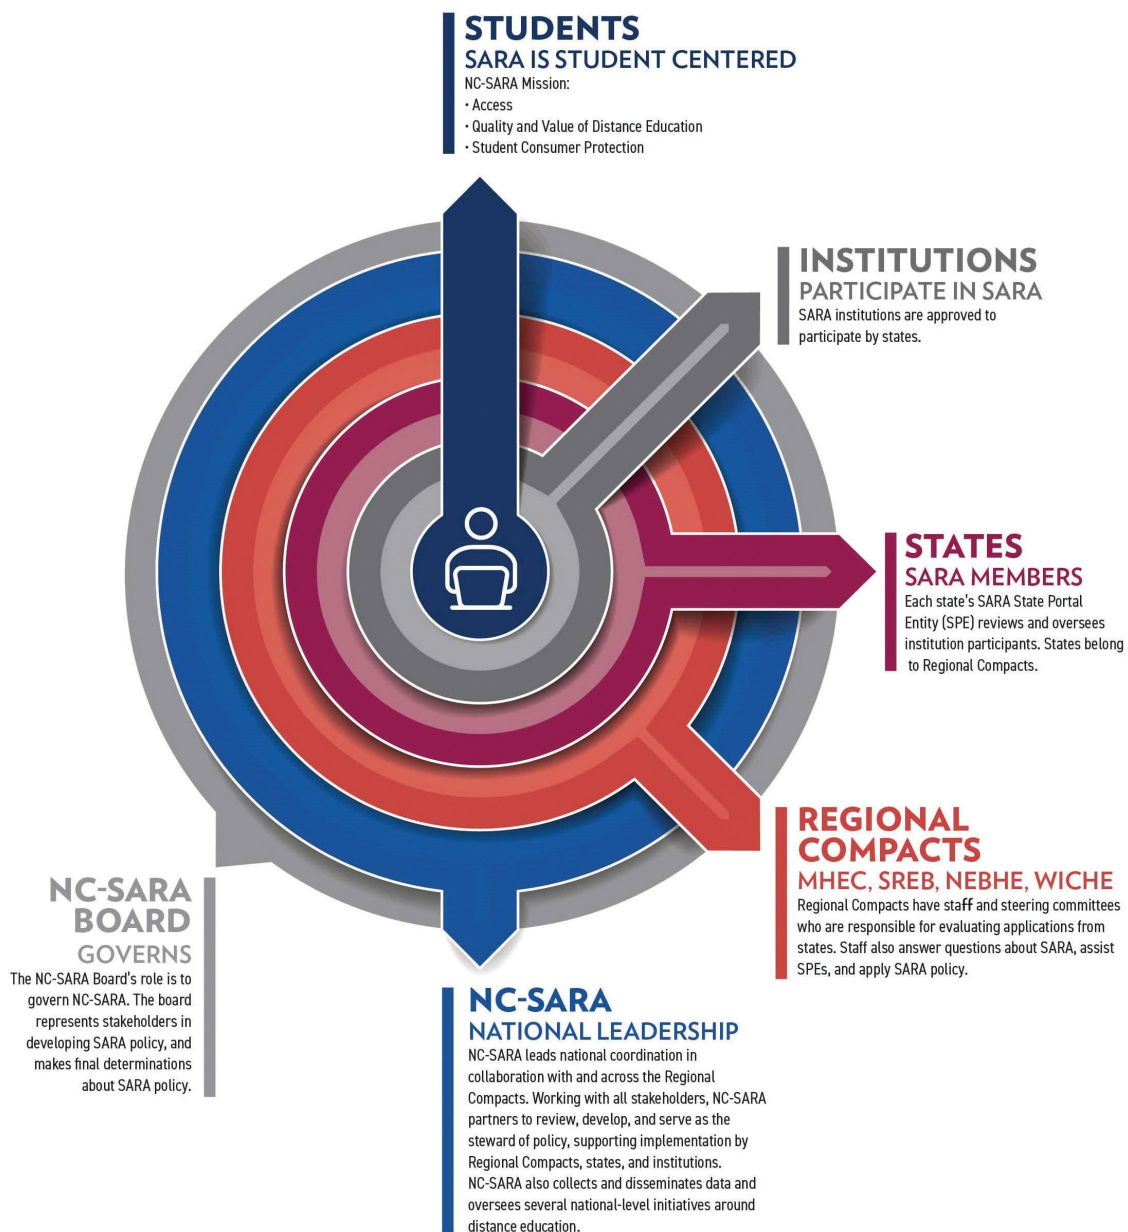 STUDENTS
SARA IS STUDENT CENTERED
NC-SARA Mission:
• Access
• Quality and Value of Distance Education
• Student Consumer Protection
INSTITUTIONS
PARTICIPATE IN SARA
SARA institutions are approved to
participate by states.
STATES
SARA MEMBERS
Each state's SARA State Portal
Entity (SPE) reviews and oversees
institution participants. States belong
to Regional Compacts.
REGIONAL
COMPACTS
MHEC, SREB, NEBHE, WICHE
Regional Compacts have staff and steering committees
who are responsible for evaluating applications from
states. Staff also answer questions about SARA, assist
SPEs, and apply SARA policy.
NC-SARA
NATIONAL LEADERSHIP
NC-SARA leads national coordination in
collaboration with and across the Regional
Compacts. Working with all stakeholders, NC-SARA
partners to review, develop, and serve as the
steward of policy, supporting implementation by
Regional Compacts, states, and institutions.
NC-SARA also collects and disseminates data and
oversees several national-level initiatives around
distance education.
NC-SARA
BOARD
GOVERNS
The NC-SARA Board's role is to
govern NC-SARA. The board
represents stakeholders in
developing SARA policy, and
makes final determinations
about SARA policy.